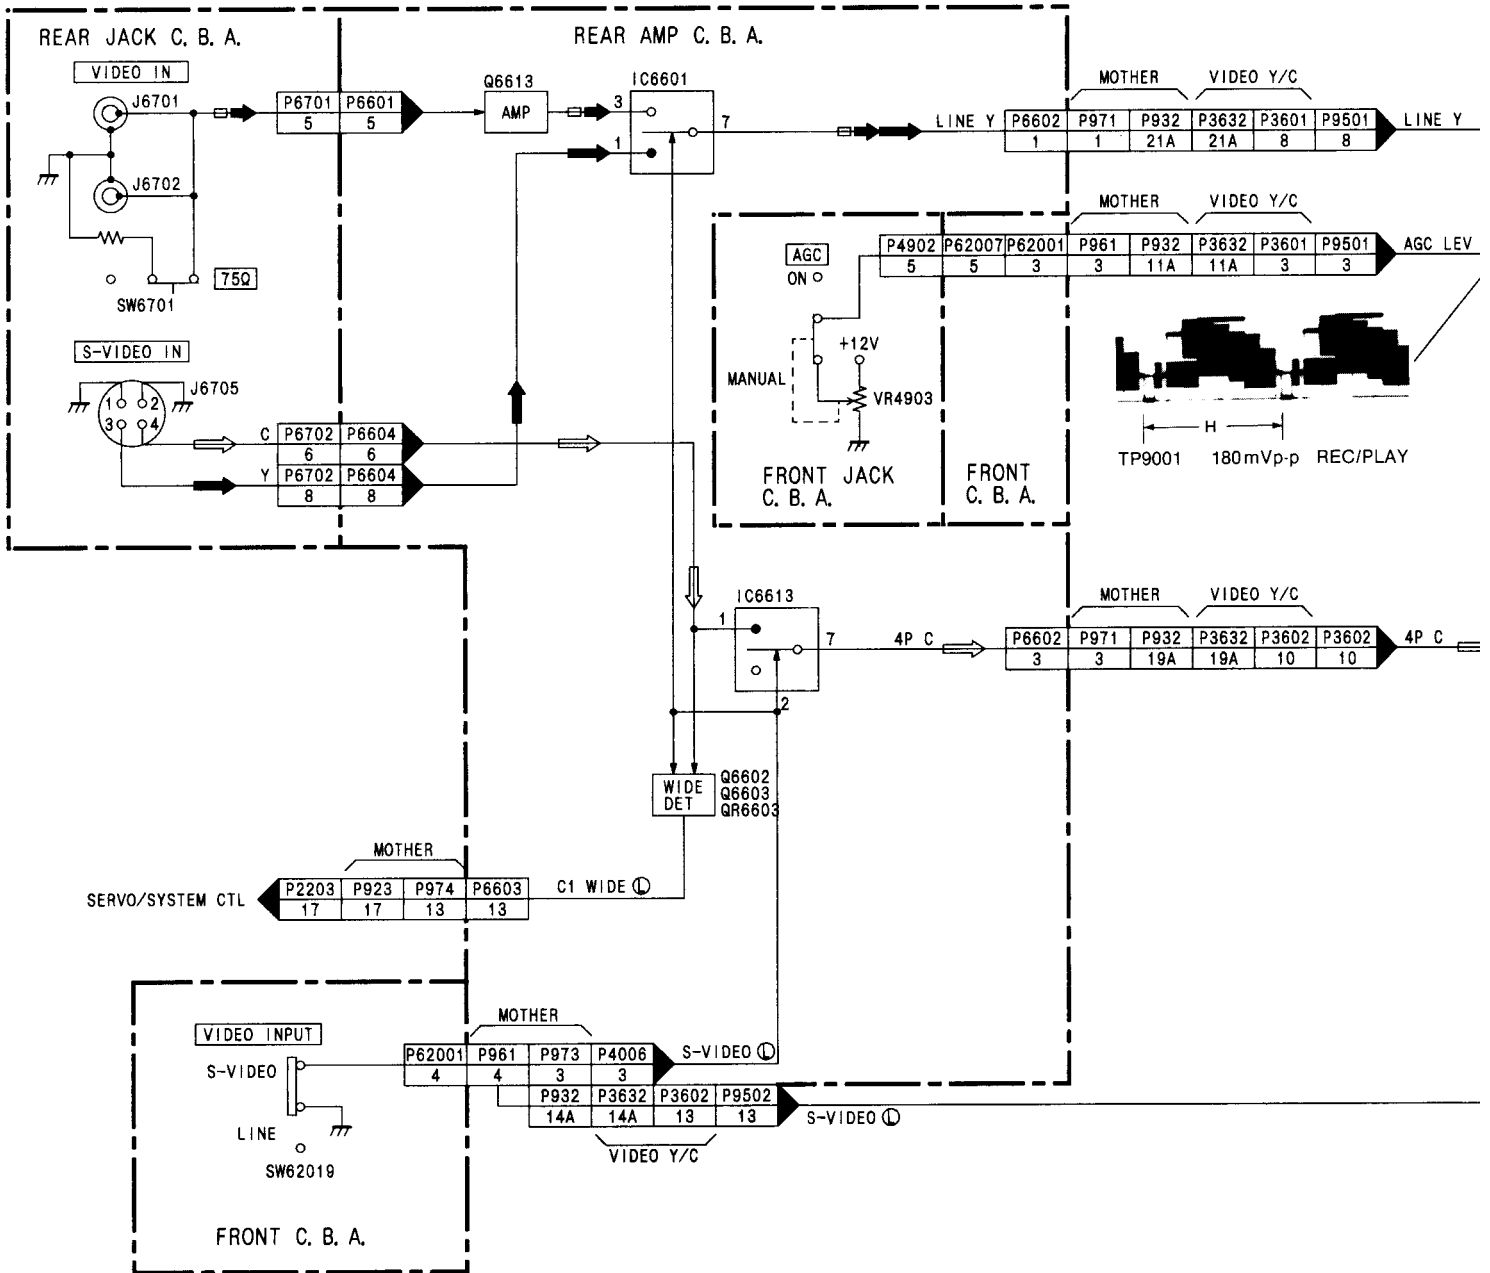 REAR JACK C. B. A.
REAR AMP C. B. A.
VIDEO IN
J6701
P6701 P6601
5 5
Q6613
AMP
IC6601
3
1
7
LINE Y
MOTHER VIDEO Y/C
P6602 P971 P932 P3632 P3601 P9501
1 1 21A 21A 8 8
LINE Y
J6702
75Ω
SW6701
MOTHER VIDEO Y/C
P4902 P62007 P62001 P961 P932 P3632 P3601 P9501
5 5 3 3 11A 11A 3 3
AGC LEV
AGC
ON
+12V
MANUAL
VR4903
FRONT JACK
C. B. A.
FRONT
C. B. A.
H
TP9001 180mVp-p REC/PLAY
S-VIDEO IN
J6705
1 2
3 4
C P6702 P6604
6 6
Y P6702 P6604
8 8
IC6613
1
7
2
4P C
MOTHER VIDEO Y/C
P6602 P971 P932 P3632 P3602 P3602
3 3 19A 19A 10 10
4P C
WIDE
DET
Q6602
Q6603
QR6603
MOTHER
SERVO/SYSTEM CTL
P2203 P923 P974 P6603
17 17 13 13
C1 WIDE Ⓛ
VIDEO INPUT
S-VIDEO
LINE
SW62019
FRONT C. B. A.
MOTHER
P62001 P961 P973 P4006
4 4 3 3
S-VIDEO Ⓛ
P932 P3632 P3602 P9502
14A 14A 13 13
S-VIDEO Ⓛ
VIDEO Y/C